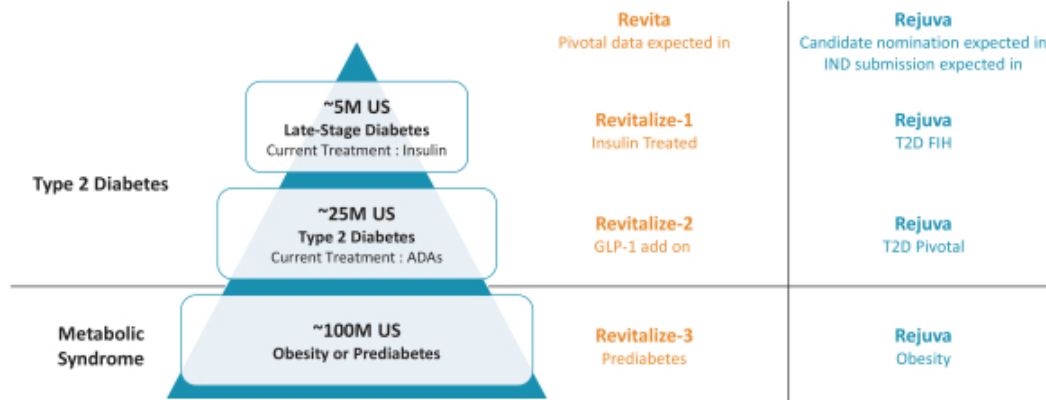 Revita
Pivotal data expected in
Rejuva
Candidate nomination expected in
IND submission expected in
Type 2 Diabetes
~5M US
Late-Stage Diabetes
Current Treatment : Insulin
Revitalize-1
Insulin Treated
Rejuva
T2D FIH
~25M US
Type 2 Diabetes
Current Treatment : ADAs
Revitalize-2
GLP-1 add on
Rejuva
T2D Pivotal
Metabolic
Syndrome
~100M US
Obesity or Prediabetes
Revitalize-3
Prediabetes
Rejuva
Obesity